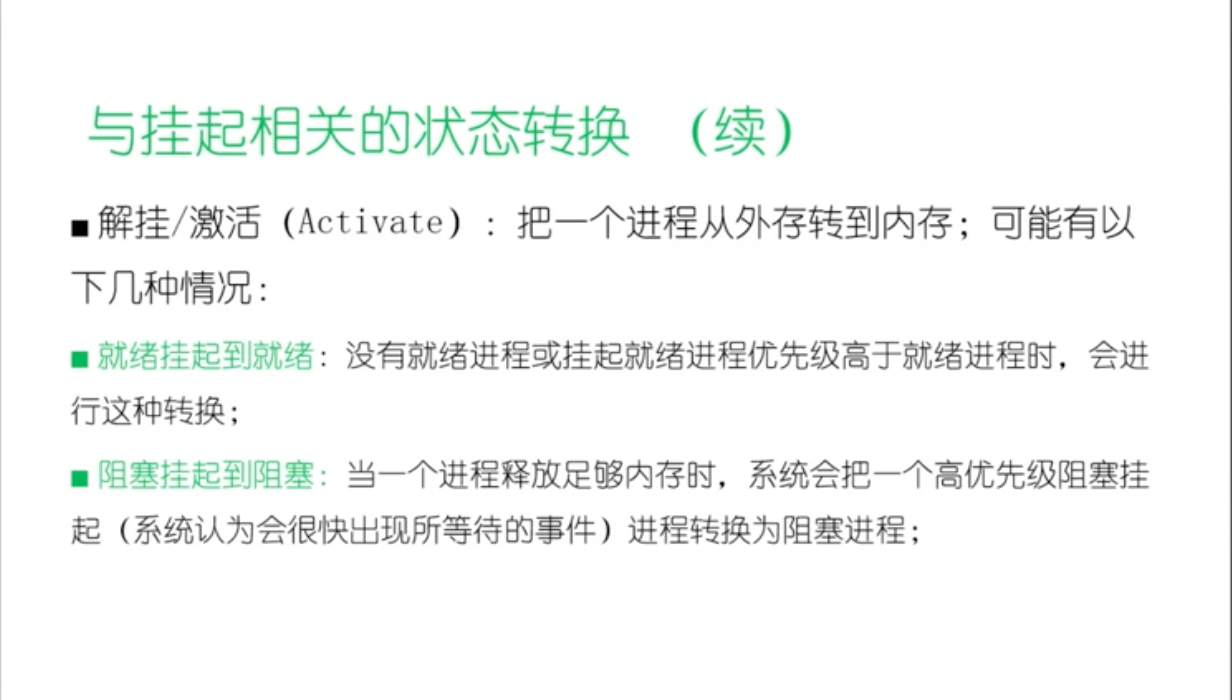 与挂起相关的状态转换 （续）
■ 解挂/激活（Activate）：把一个进程从外存转到内存；可能有以
下几种情况：
■ 就绪挂起到就绪：没有就绪进程或挂起就绪进程优先级高于就绪进程时，会进
行这种转换；
■ 阻塞挂起到阻塞：当一个进程释放足够内存时，系统会把一个高优先级阻塞挂
起（系统认为会很快出现所等待的事件）进程转换为阻塞进程；